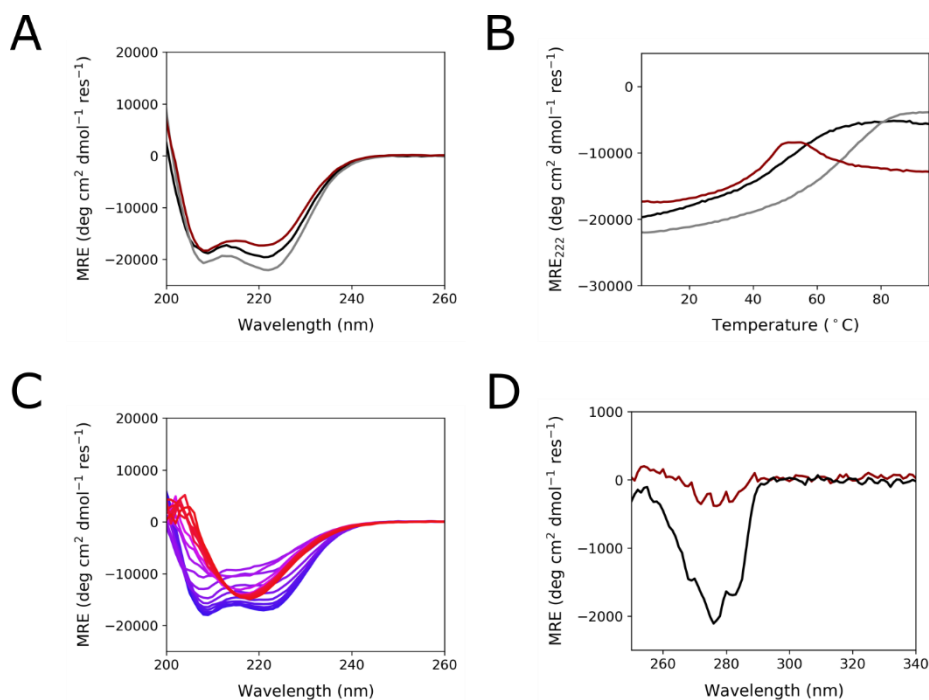 A
20000
10000
0
−10000
−20000
200
220
240
260
MRE (deg cm² dmol⁻¹ res⁻¹)
Wavelength (nm)
B
0
−10000
−20000
−30000
20
40
60
80
MRE₂₂₂ (deg cm² dmol⁻¹ res⁻¹)
Temperature (°C)
C
20000
10000
0
−10000
−20000
200
220
240
260
MRE (deg cm² dmol⁻¹ res⁻¹)
Wavelength (nm)
D
1000
0
−1000
−2000
260
280
300
320
340
MRE (deg cm² dmol⁻¹ res⁻¹)
Wavelength (nm)